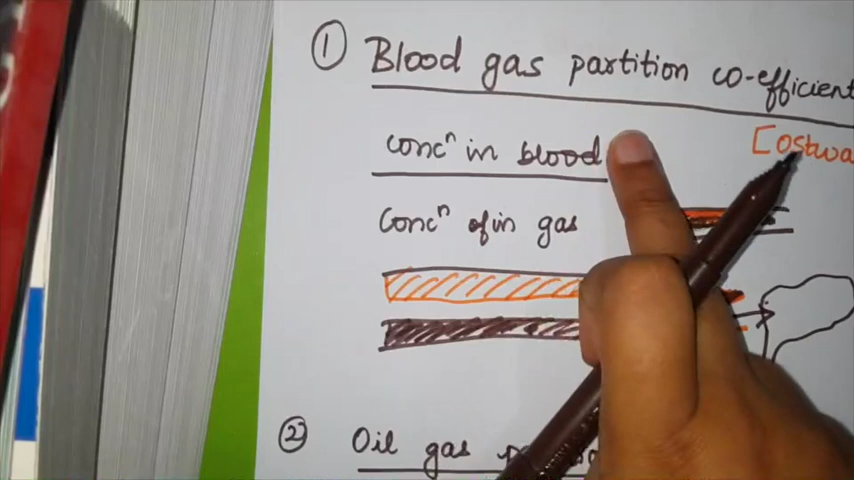 1 Blood gas partition co-efficient
concⁿ in blood
[Ostwa
Concⁿ of in gas
2 Oil gas